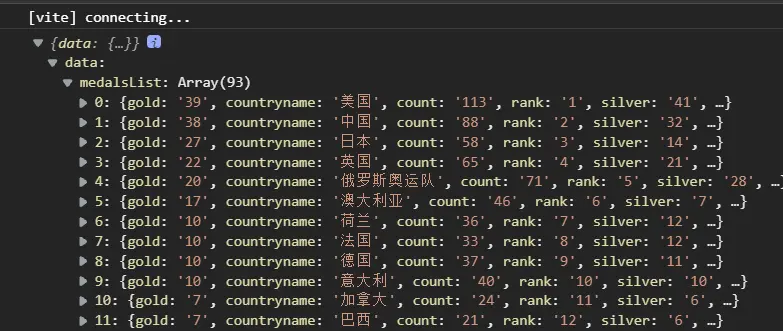 [vite] connecting...
{data: {…}} i
data:
medalsList: Array(93)
0: {gold: '39', countryname: '美国', count: '113', rank: '1', silver: '41', …}
1: {gold: '38', countryname: '中国', count: '88', rank: '2', silver: '32', …}
2: {gold: '27', countryname: '日本', count: '58', rank: '3', silver: '14', …}
3: {gold: '22', countryname: '英国', count: '65', rank: '4', silver: '21', …}
4: {gold: '20', countryname: '俄罗斯奥运队', count: '71', rank: '5', silver: '28', …}
5: {gold: '17', countryname: '澳大利亚', count: '46', rank: '6', silver: '7', …}
6: {gold: '10', countryname: '荷兰', count: '36', rank: '7', silver: '12', …}
7: {gold: '10', countryname: '法国', count: '33', rank: '8', silver: '12', …}
8: {gold: '10', countryname: '德国', count: '37', rank: '9', silver: '11', …}
9: {gold: '10', countryname: '意大利', count: '40', rank: '10', silver: '10', …}
10: {gold: '7', countryname: '加拿大', count: '24', rank: '11', silver: '6', …}
11: {gold: '7', countryname: '巴西', count: '21', rank: '12', silver: '6', …}